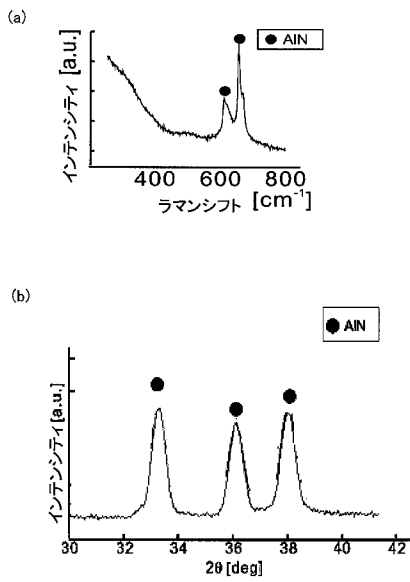 (a)
● AlN
インテンシティ [a.u.]
400 600 800
ラマンシフト [cm-1]
(b)
● AlN
インテンシティ [a.u.]
30 32 34 36 38 40 42
2θ [deg]